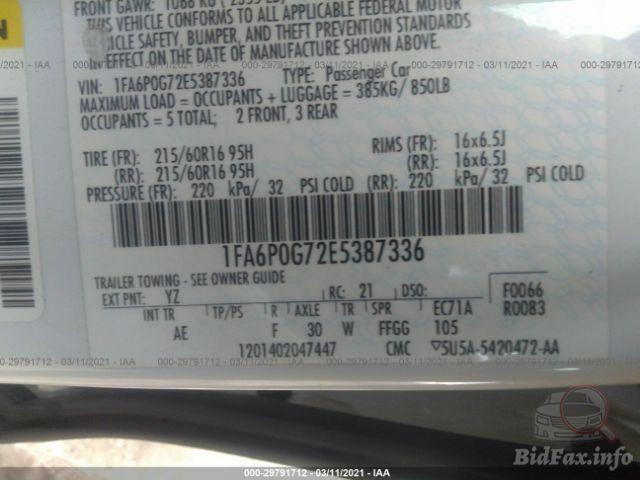 FRONT GAWR: 1066 KG
THIS VEHICLE CONFORMS TO ALL APPLICABLE FEDERAL MOTOR
VEHICLE SAFETY, BUMPER, AND THEFT PREVENTION STANDARDS
IN EFFECT ON THE DATE OF MANUFACTURE SHOWN ABOVE.
000-29791712 - 03/11/2021 - IAA
VIN: 1FA6P0G72E5387336 TYPE: Passenger Car
MAXIMUM LOAD = OCCUPANTS + LUGGAGE = 385KG/ 850LB
OCCUPANTS = 5 TOTAL; 2 FRONT, 3 REAR
TIRE (FR): 215/60R16 95H RIMS (FR): 16x6.5J
(RR): 215/60R16 95H (RR): 16x6.5J
PRESSURE (FR): 220 kPa/ 32 PSI COLD (RR): 220 kPa/ 32 PSI COLD
1FA6P0G72E5387336
TRAILER TOWING - SEE OWNER GUIDE
EXT PNT: YZ RC: 21 DSO: F0066
INT TR TP/PS R AXLE TR SPR EC71A R0083
AE F 30 W FFGG 105
1201402047447 CMC 5U5A-5420472-AA
BidFax.info
000-29791712 - 03/11/2021 - IAA